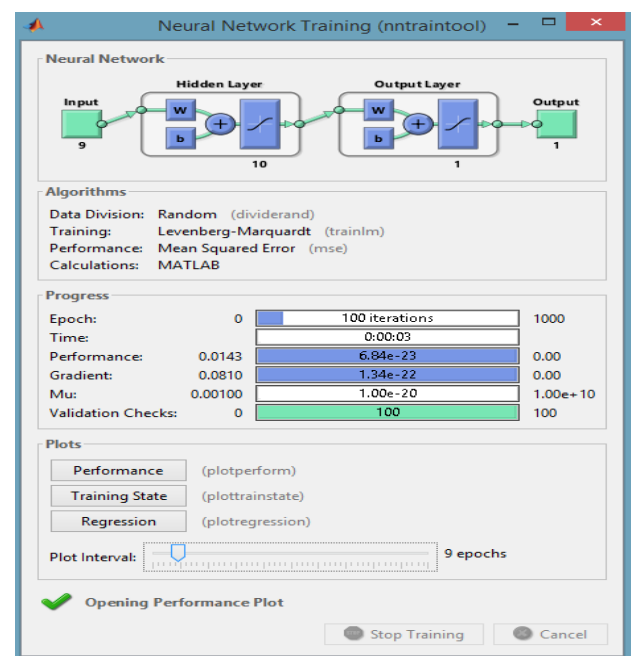 Neural Network Training (nntraintool)
Neural Network
Hidden Layer Output Layer
Input Output
W W
+ +
b b
9 1
10 1
Algorithms
Data Division: Random (dividerand)
Training: Levenberg-Marquardt (trainlm)
Performance: Mean Squared Error (mse)
Calculations: MATLAB
Progress
Epoch: 0 100 iterations 1000
Time: 0:00:03
Performance: 0.0143 6.84e-23 0.00
Gradient: 0.0810 1.34e-22 0.00
Mu: 0.00100 1.00e-20 1.00e+10
Validation Checks: 0 100 100
Plots
Performance (plotperform)
Training State (plottrainstate)
Regression (plotregression)
Plot Interval: 9 epochs
Opening Performance Plot
Stop Training Cancel